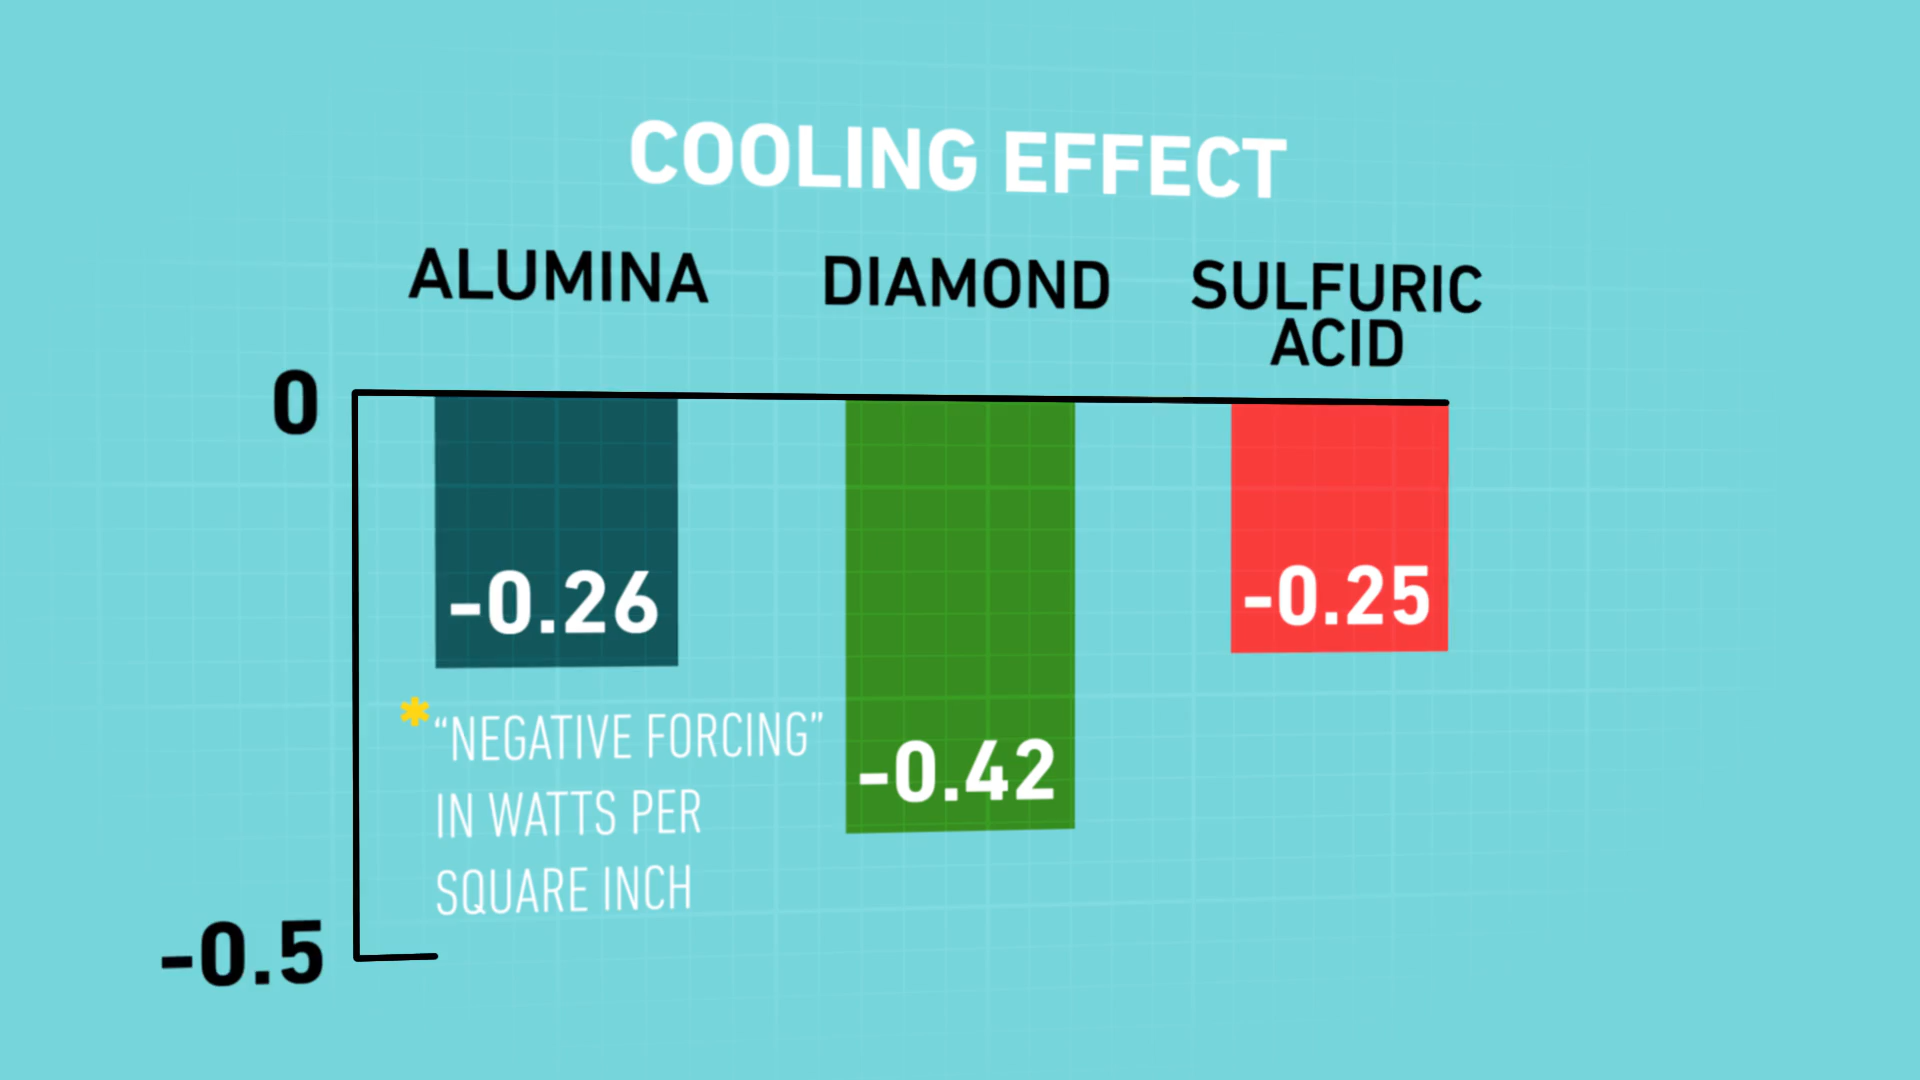 COOLING EFFECT
ALUMINA
DIAMOND
SULFURIC
ACID
0
-0.26
-0.25
-0.42
*"NEGATIVE FORCING"
IN WATTS PER
SQUARE INCH
-0.5